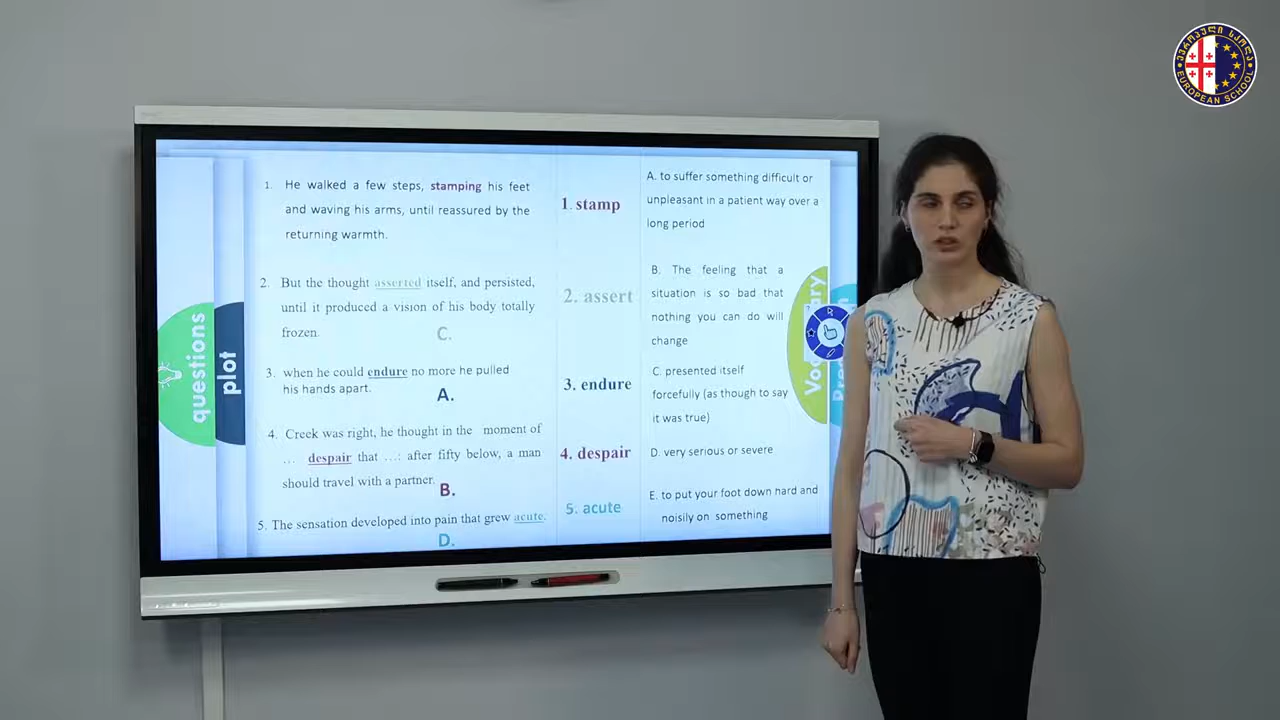 ევროპული სკოლა
EUROPEAN SCHOOL
questions
plot
1. He walked a few steps, stamping his feet
and waving his arms, until reassured by the
returning warmth.
2. But the thought asserted itself, and persisted,
until it produced a vision of his body totally
frozen.
C.
3. when he could endure no more he pulled
his hands apart.
A.
4. Creek was right, he thought in the moment of
... despair that ...: after fifty below, a man
should travel with a partner.
B.
5. The sensation developed into pain that grew acute.
D.
1. stamp
2. assert
3. endure
4. despair
5. acute
A. to suffer something difficult or
unpleasant in a patient way over a
long period
B. The feeling that a
situation is so bad that
nothing you can do will
change
C. presented itself
forcefully (as though to say
it was true)
D. very serious or severe
E. to put your foot down hard and
noisily on something